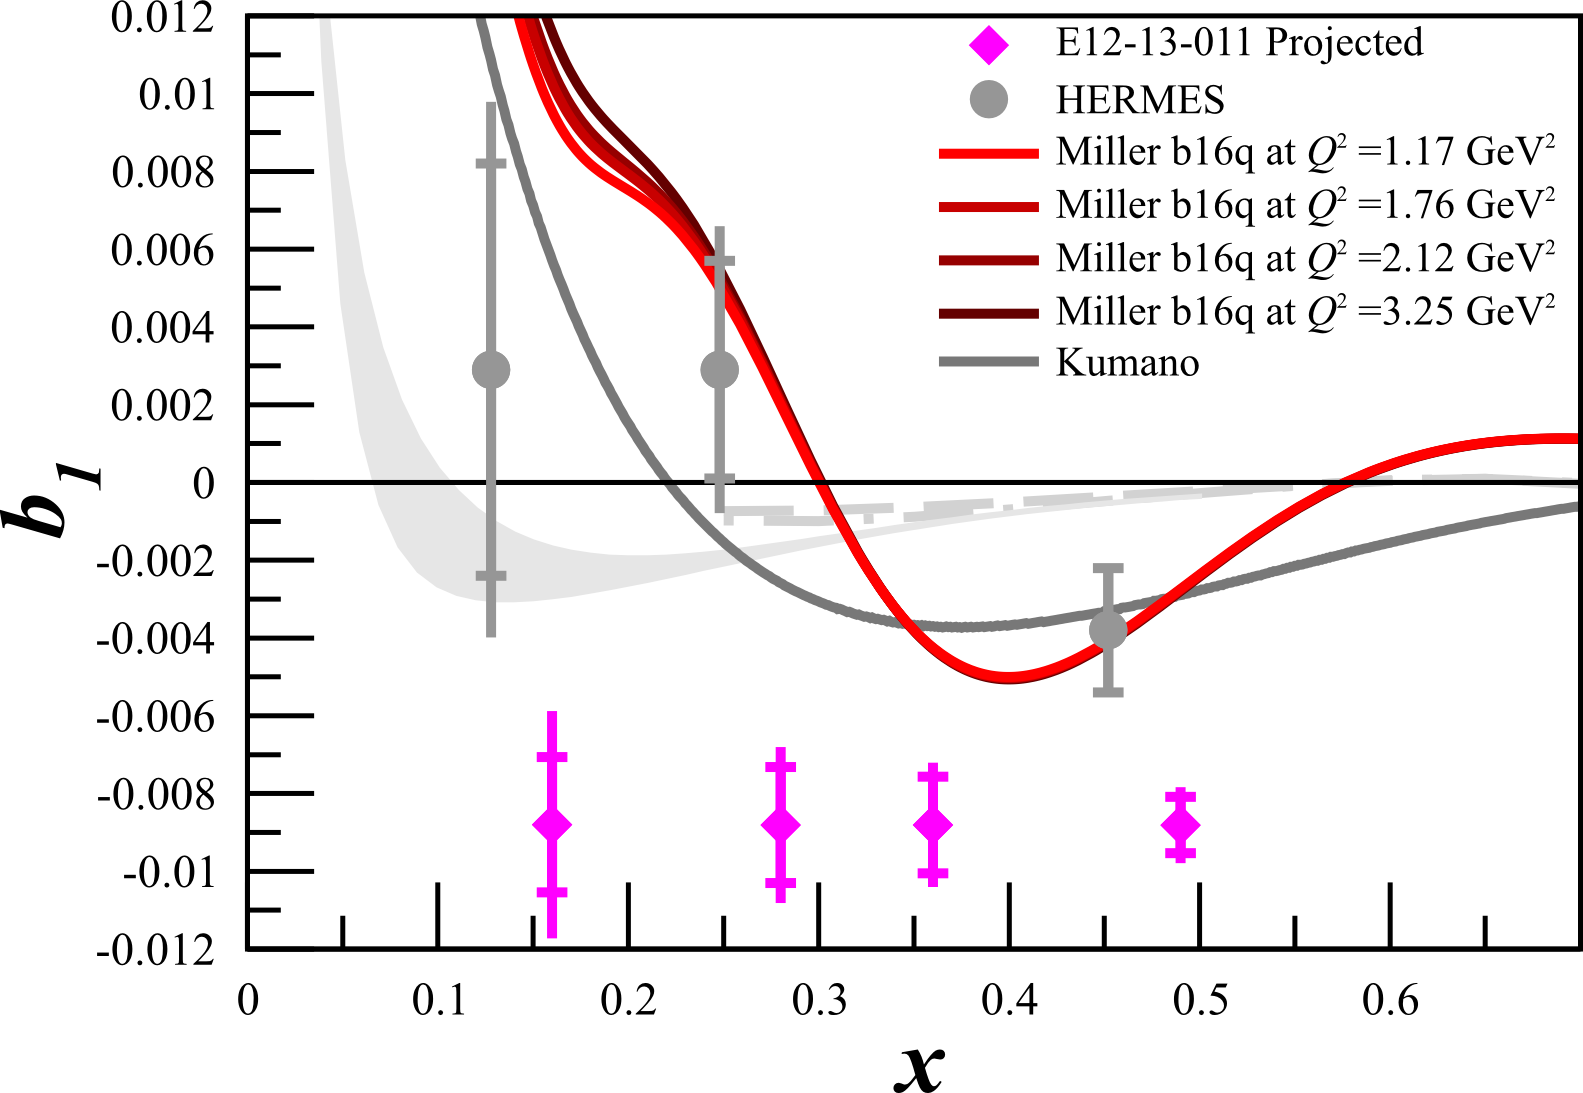 0.012
0.01
0.008
0.006
0.004
0.002
0
-0.002
-0.004
-0.006
-0.008
-0.01
-0.012
b1
E12-13-011 Projected
HERMES
Miller b16q at Q² =1.17 GeV²
Miller b16q at Q² =1.76 GeV²
Miller b16q at Q² =2.12 GeV²
Miller b16q at Q² =3.25 GeV²
Kumano
0 0.1 0.2 0.3 0.4 0.5 0.6
x